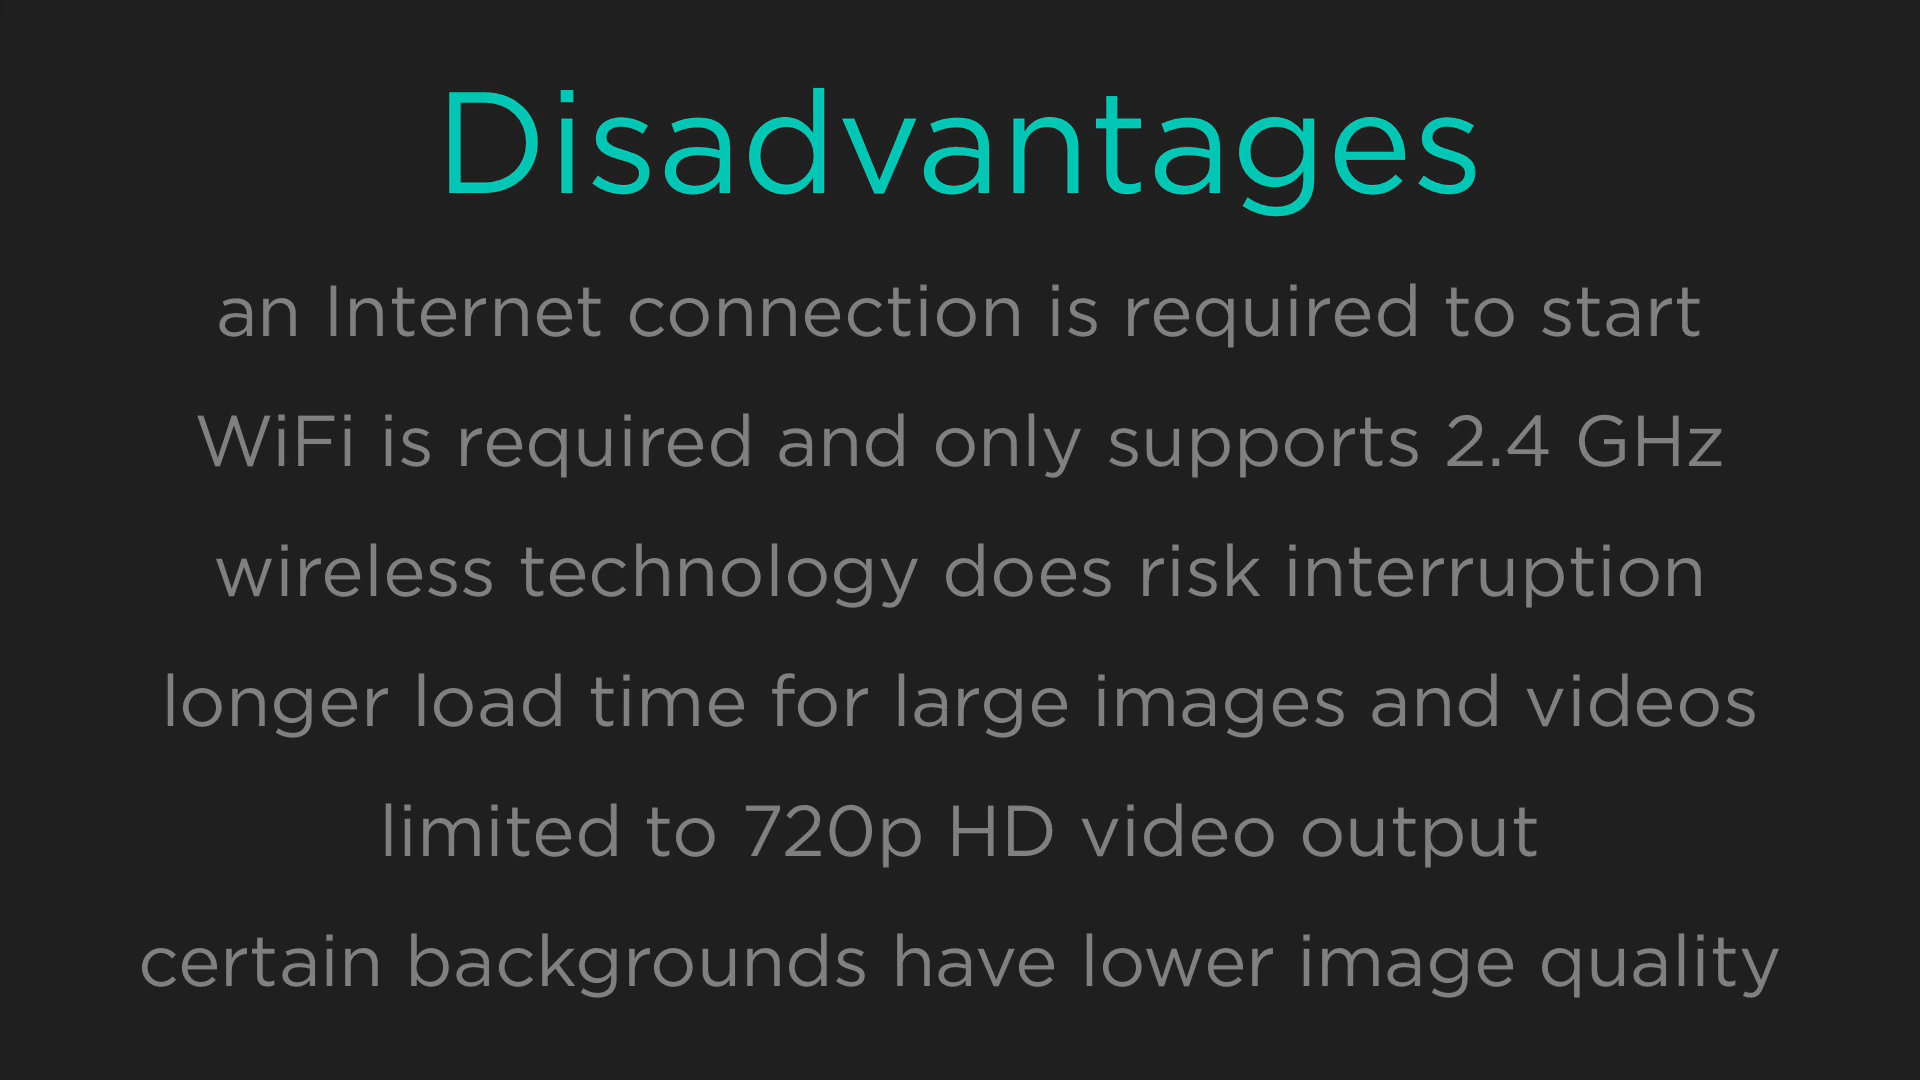 Disadvantages
an Internet connection is required to start
WiFi is required and only supports 2.4 GHz
wireless technology does risk interruption
longer load time for large images and videos
limited to 720p HD video output
certain backgrounds have lower image quality